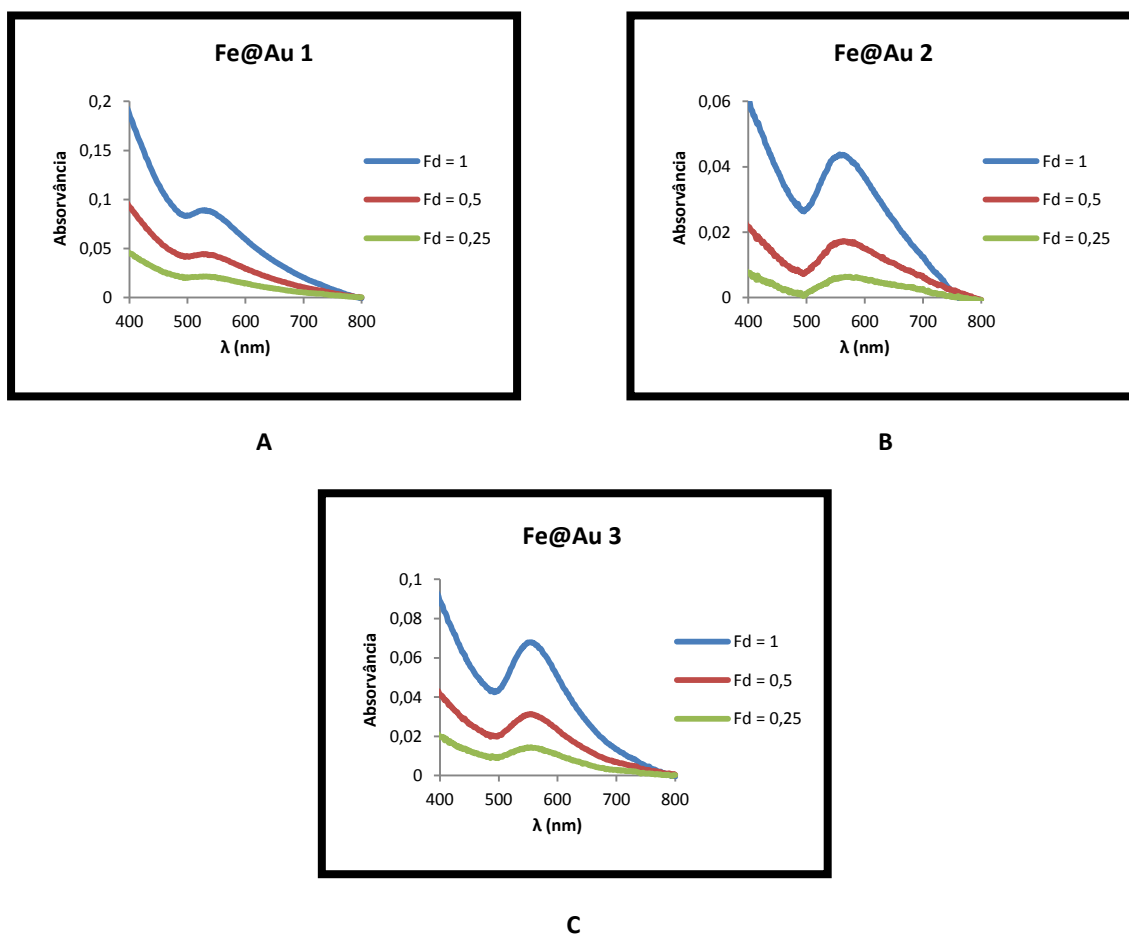 Fe@Au 1
0,2
0,15
0,1
0,05
0
Absorvância
400 500 600 700 800
λ (nm)
Fd = 1
Fd = 0,5
Fd = 0,25
A
Fe@Au 2
0,06
0,04
0,02
0
Absorvância
400 500 600 700 800
λ (nm)
Fd = 1
Fd = 0,5
Fd = 0,25
B
Fe@Au 3
0,1
0,08
0,06
0,04
0,02
0
Absorvância
400 500 600 700 800
λ (nm)
Fd = 1
Fd = 0,5
Fd = 0,25
C